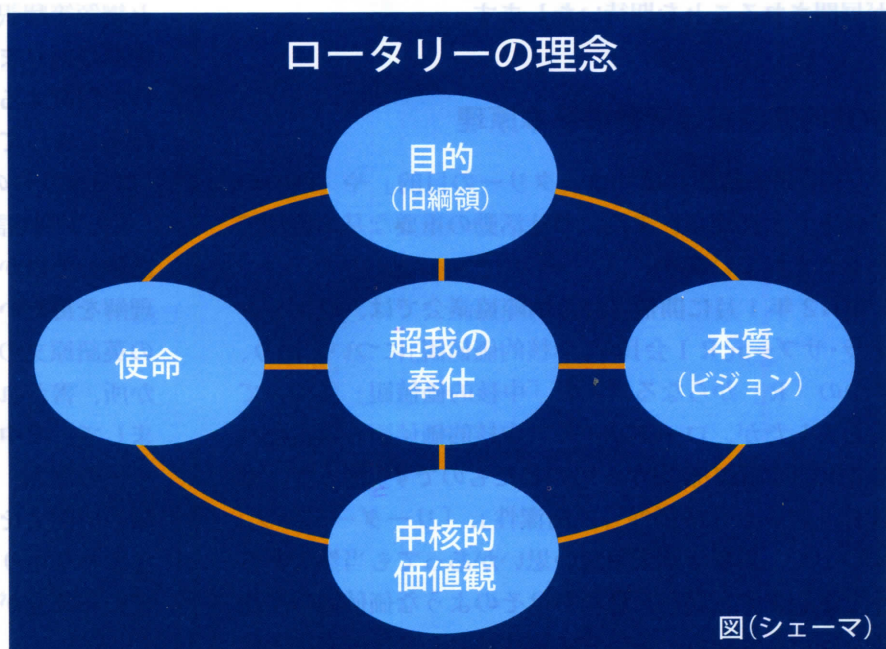 ロータリーの理念
目的
(旧綱領)
使命
超我の
奉仕
本質
(ビジョン)
中核的
価値観
図(シェーマ)